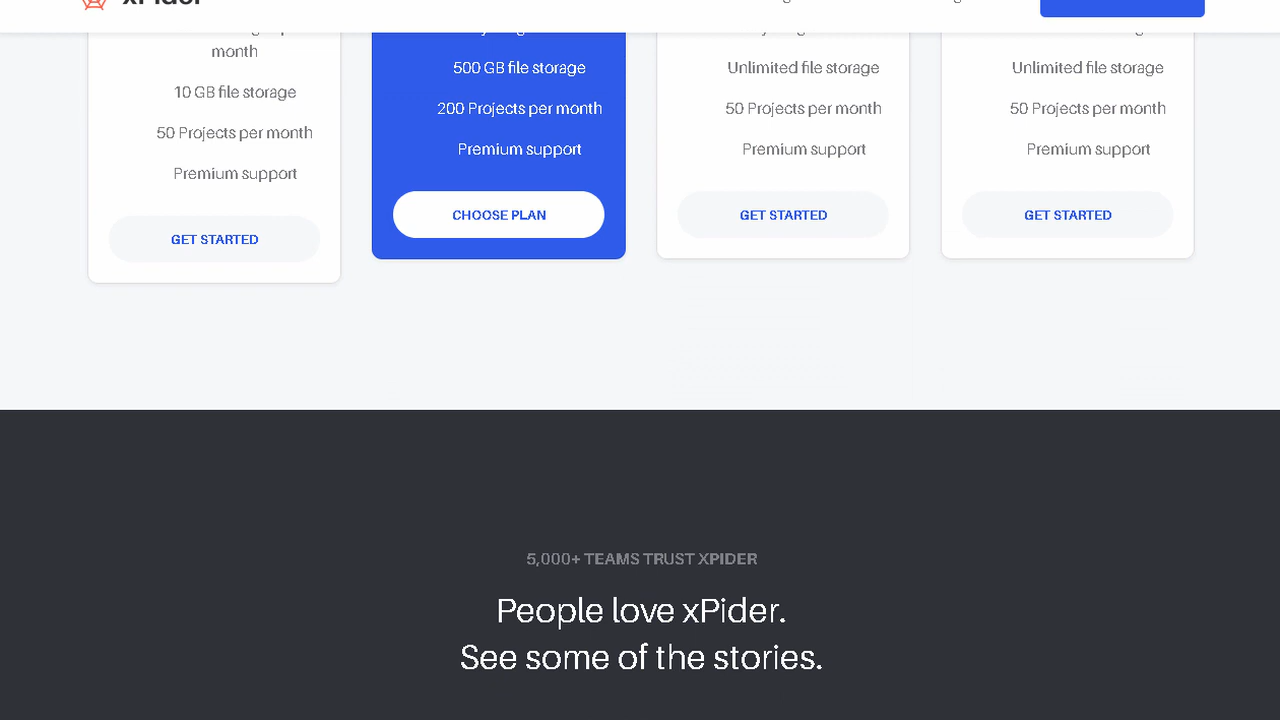 xPider
month
10 GB file storage
50 Projects per month
Premium support
GET STARTED
500 GB file storage
200 Projects per month
Premium support
CHOOSE PLAN
Unlimited file storage
50 Projects per month
Premium support
GET STARTED
Unlimited file storage
50 Projects per month
Premium support
GET STARTED
5,000+ TEAMS TRUST XPIDER
People love xPider.
See some of the stories.